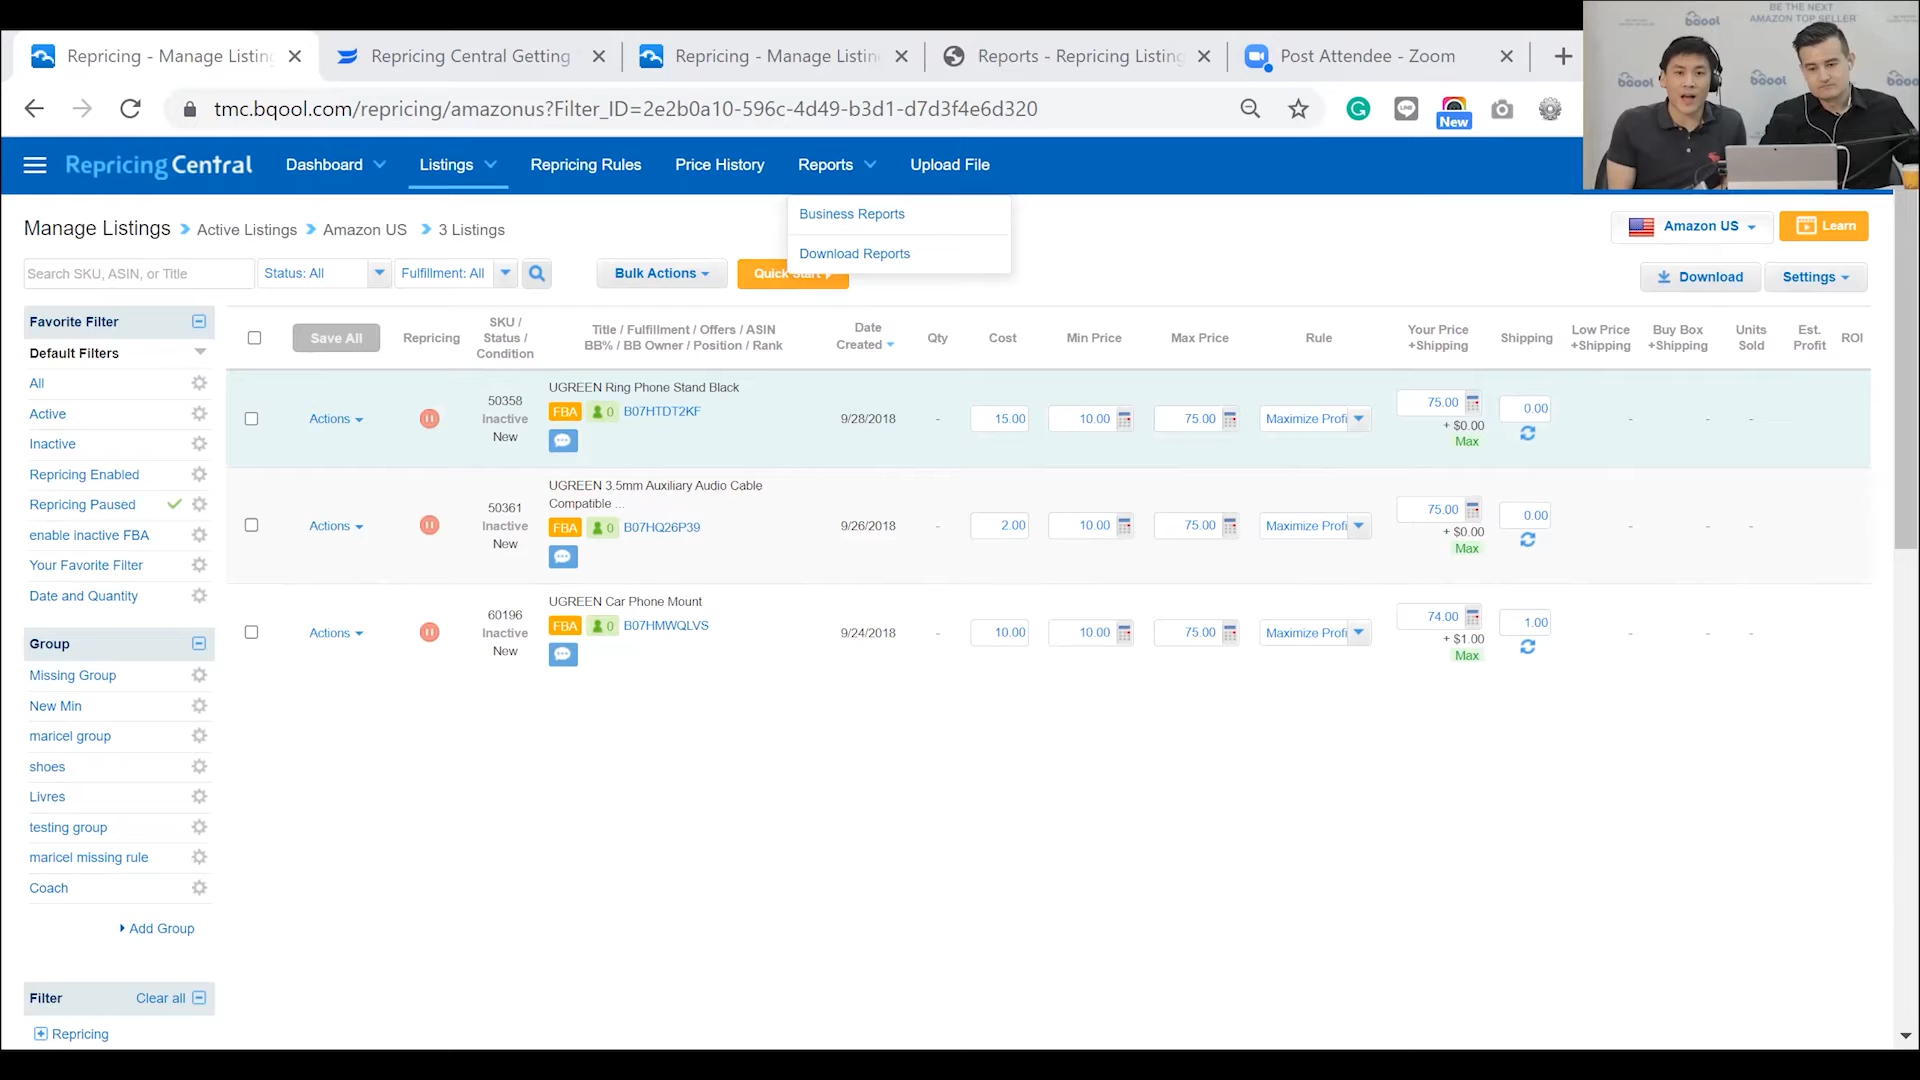 Repricing - Manage Listing
Repricing Central Getting
Repricing - Manage Listin
Reports - Repricing Listing
Post Attendee - Zoom
tmc.bqool.com/repricing/amazonus?Filter_ID=2e2b0a10-596c-4d49-b3d1-d7d3f4e6d320
New
BE THE NEXT
AMAZON TOP SELLER
bqool
bqool
bqool
Repricing Central
Dashboard
Listings
Repricing Rules
Price History
Reports
Upload File
Business Reports
Download Reports
Manage Listings
Active Listings
Amazon US
3 Listings
Amazon US
Learn
Search SKU, ASIN, or Title
Status: All
Fulfillment: All
Bulk Actions
Quick Start
Download
Settings
Favorite Filter
Default Filters
All
Active
Inactive
Repricing Enabled
Repricing Paused
enable inactive FBA
Your Favorite Filter
Date and Quantity
Group
Missing Group
New Min
maricel group
shoes
Livres
testing group
maricel missing rule
Coach
Add Group
Filter
Clear all
Repricing
Save All
Repricing
SKU /
Status /
Condition
Title / Fulfillment / Offers / ASIN
BB% / BB Owner / Position / Rank
Date
Created
Qty
Cost
Min Price
Max Price
Rule
Your Price
+Shipping
Shipping
Low Price
+Shipping
Buy Box
+Shipping
Units
Sold
Est.
Profit
ROI
Actions
50358
Inactive
New
UGREEN Ring Phone Stand Black
FBA 0 B07HTDT2KF
9/28/2018
-
15.00
10.00
75.00
Maximize Profi
75.00
+ $0.00
Max
0.00
- - -
Actions
50361
Inactive
New
UGREEN 3.5mm Auxiliary Audio Cable
Compatible ...
FBA 0 B07HQ26P39
9/26/2018
-
2.00
10.00
75.00
Maximize Profi
75.00
+ $0.00
Max
0.00
- - -
Actions
60196
Inactive
New
UGREEN Car Phone Mount
FBA 0 B07HMWQLVS
9/24/2018
-
10.00
10.00
75.00
Maximize Profi
74.00
+ $1.00
Max
1.00
- - -